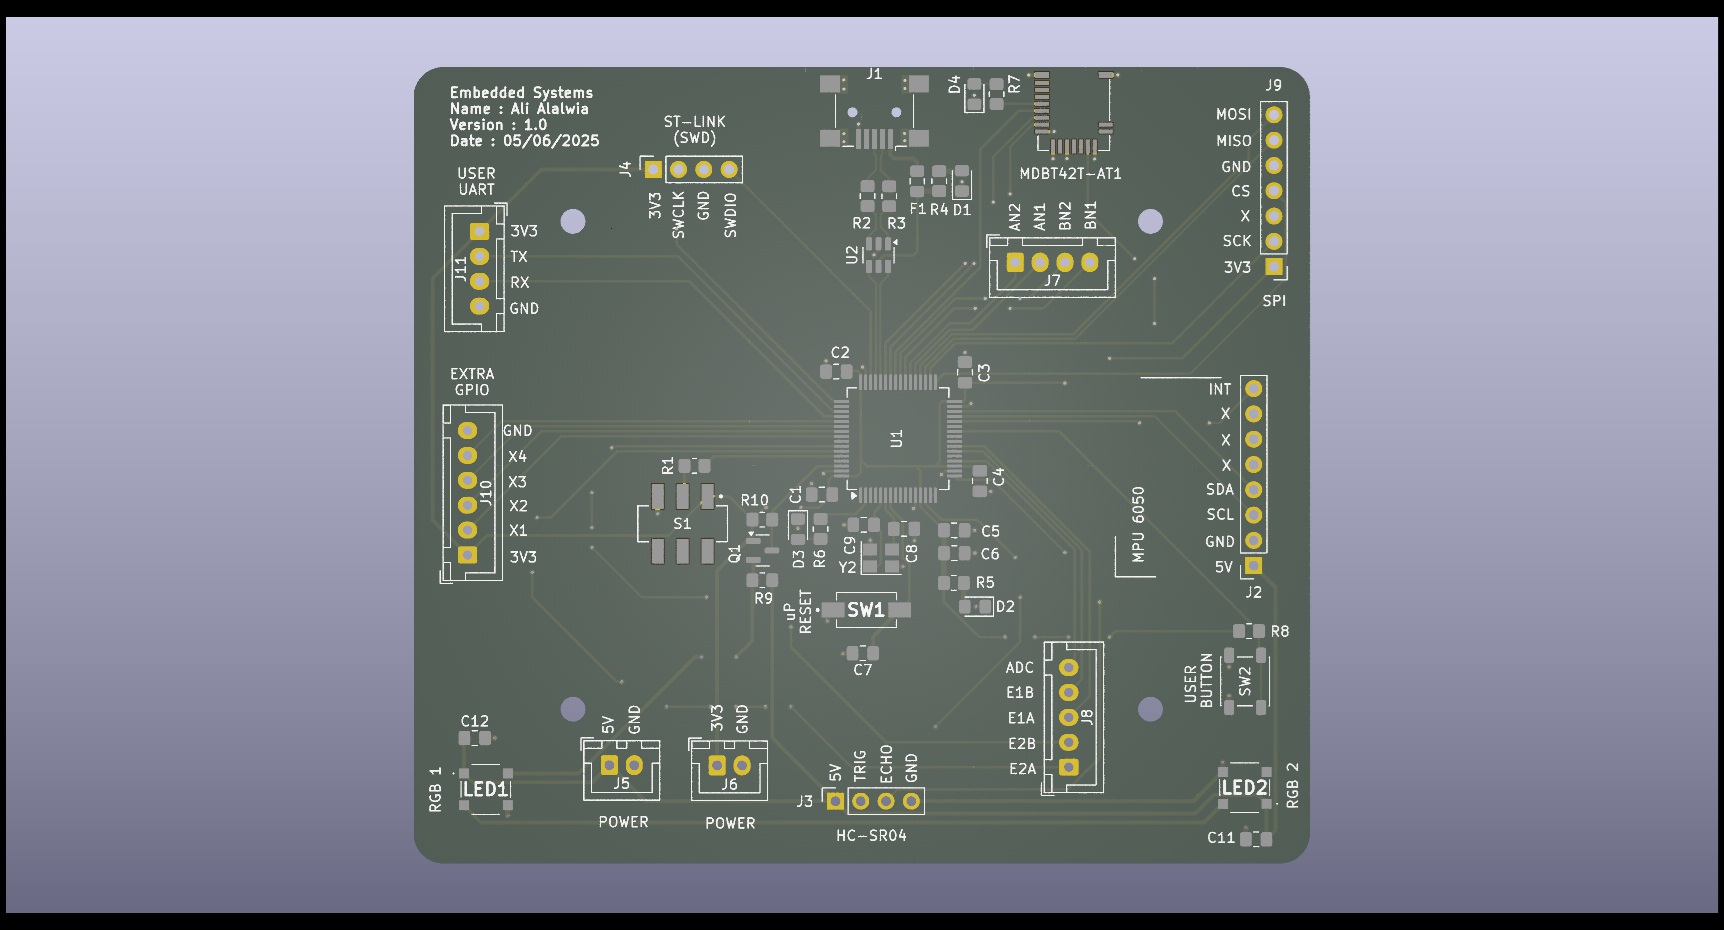 Embedded Systems
Name : Ali Alalwia
Version : 1.0
Date : 05/06/2025
J1
D4
R7
J9
MOSI
MISO
GND
CS
X
SCK
3V3
SPI
ST-LINK
(SWD)
J4
3V3
SWCLK
GND
SWDIO
MDBT42T-AT1
F1
R4
D1
R2
R3
U2
AN2
AN1
BN2
BN1
J7
USER
UART
3V3
TX
RX
GND
J11
C2
C3
U1
C4
EXTRA
GPIO
GND
X4
X3
X2
X1
3V3
J10
INT
X
X
X
SDA
SCL
GND
5V
J2
MPU 6050
R1
S1
R10
C1
Q1
D3
R6
C9
C8
Y2
C5
C6
R5
D2
R9
uP
RESET
SW1
C7
R8
USER
BUTTON
SW2
ADC
E1B
E1A
E2B
E2A
J8
C12
RGB 1
LED1
5V
GND
J5
POWER
3V3
GND
J6
POWER
J3
5V
TRIG
ECHO
GND
HC-SR04
LED2
RGB 2
C11